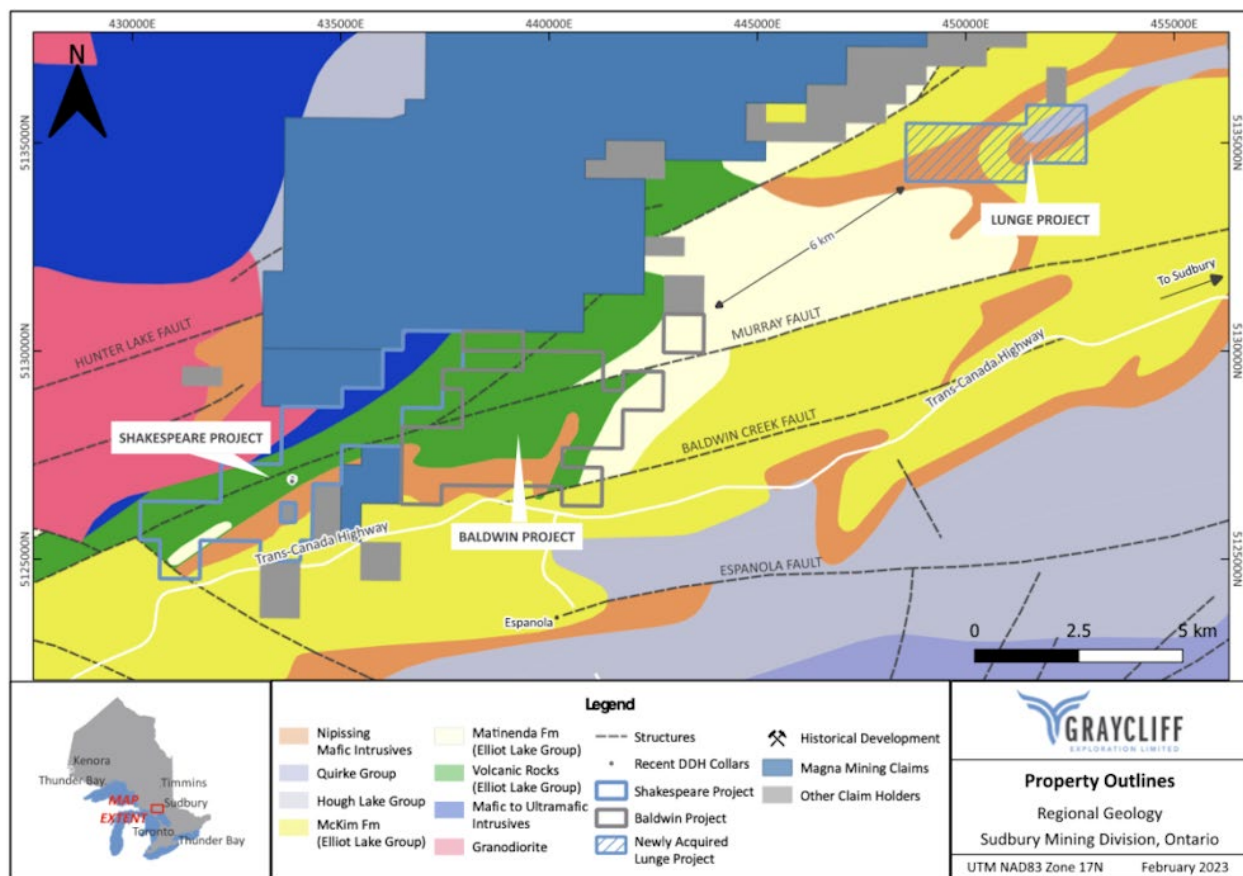 430000E
435000E
440000E
4450000E
450000E
455000E
N
5135000N
5135000N
LUNGE PROJECT
6 km
To Sudbury
HUNTER LAKE FAULT
MURRAY FAULT
5130000N
5130000N
Trans-Canada Highway
SHAKESPEARE PROJECT
BALDWIN CREEK FAULT
BALDWIN PROJECT
Trans-Canada Highway
5125000N
5125000N
ESPANOLA FAULT
Espanola
0 2.5 5 km
Kenora
Thunder Bay
Timmins
MAP
EXTENT
Sudbury
Toronto
Thunder Bay
Legend
Nipissing
Mafic Intrusives
Quirke Group
Hough Lake Group
McKim Fm
(Elliot Lake Group)
Matinenda Fm
(Elliot Lake Group)
Volcanic Rocks
(Elliot Lake Group)
Mafic to Ultramafic
Intrusives
Granodiorite
Structures
Recent DDH Collars
Shakespeare Project
Baldwin Project
Newly Acquired
Lunge Project
Historical Development
Magna Mining Claims
Other Claim Holders
GRAYCLIFF
EXPLORATION LIMITED
Property Outlines
Regional Geology
Sudbury Mining Division, Ontario
UTM NAD83 Zone 17N February 2023